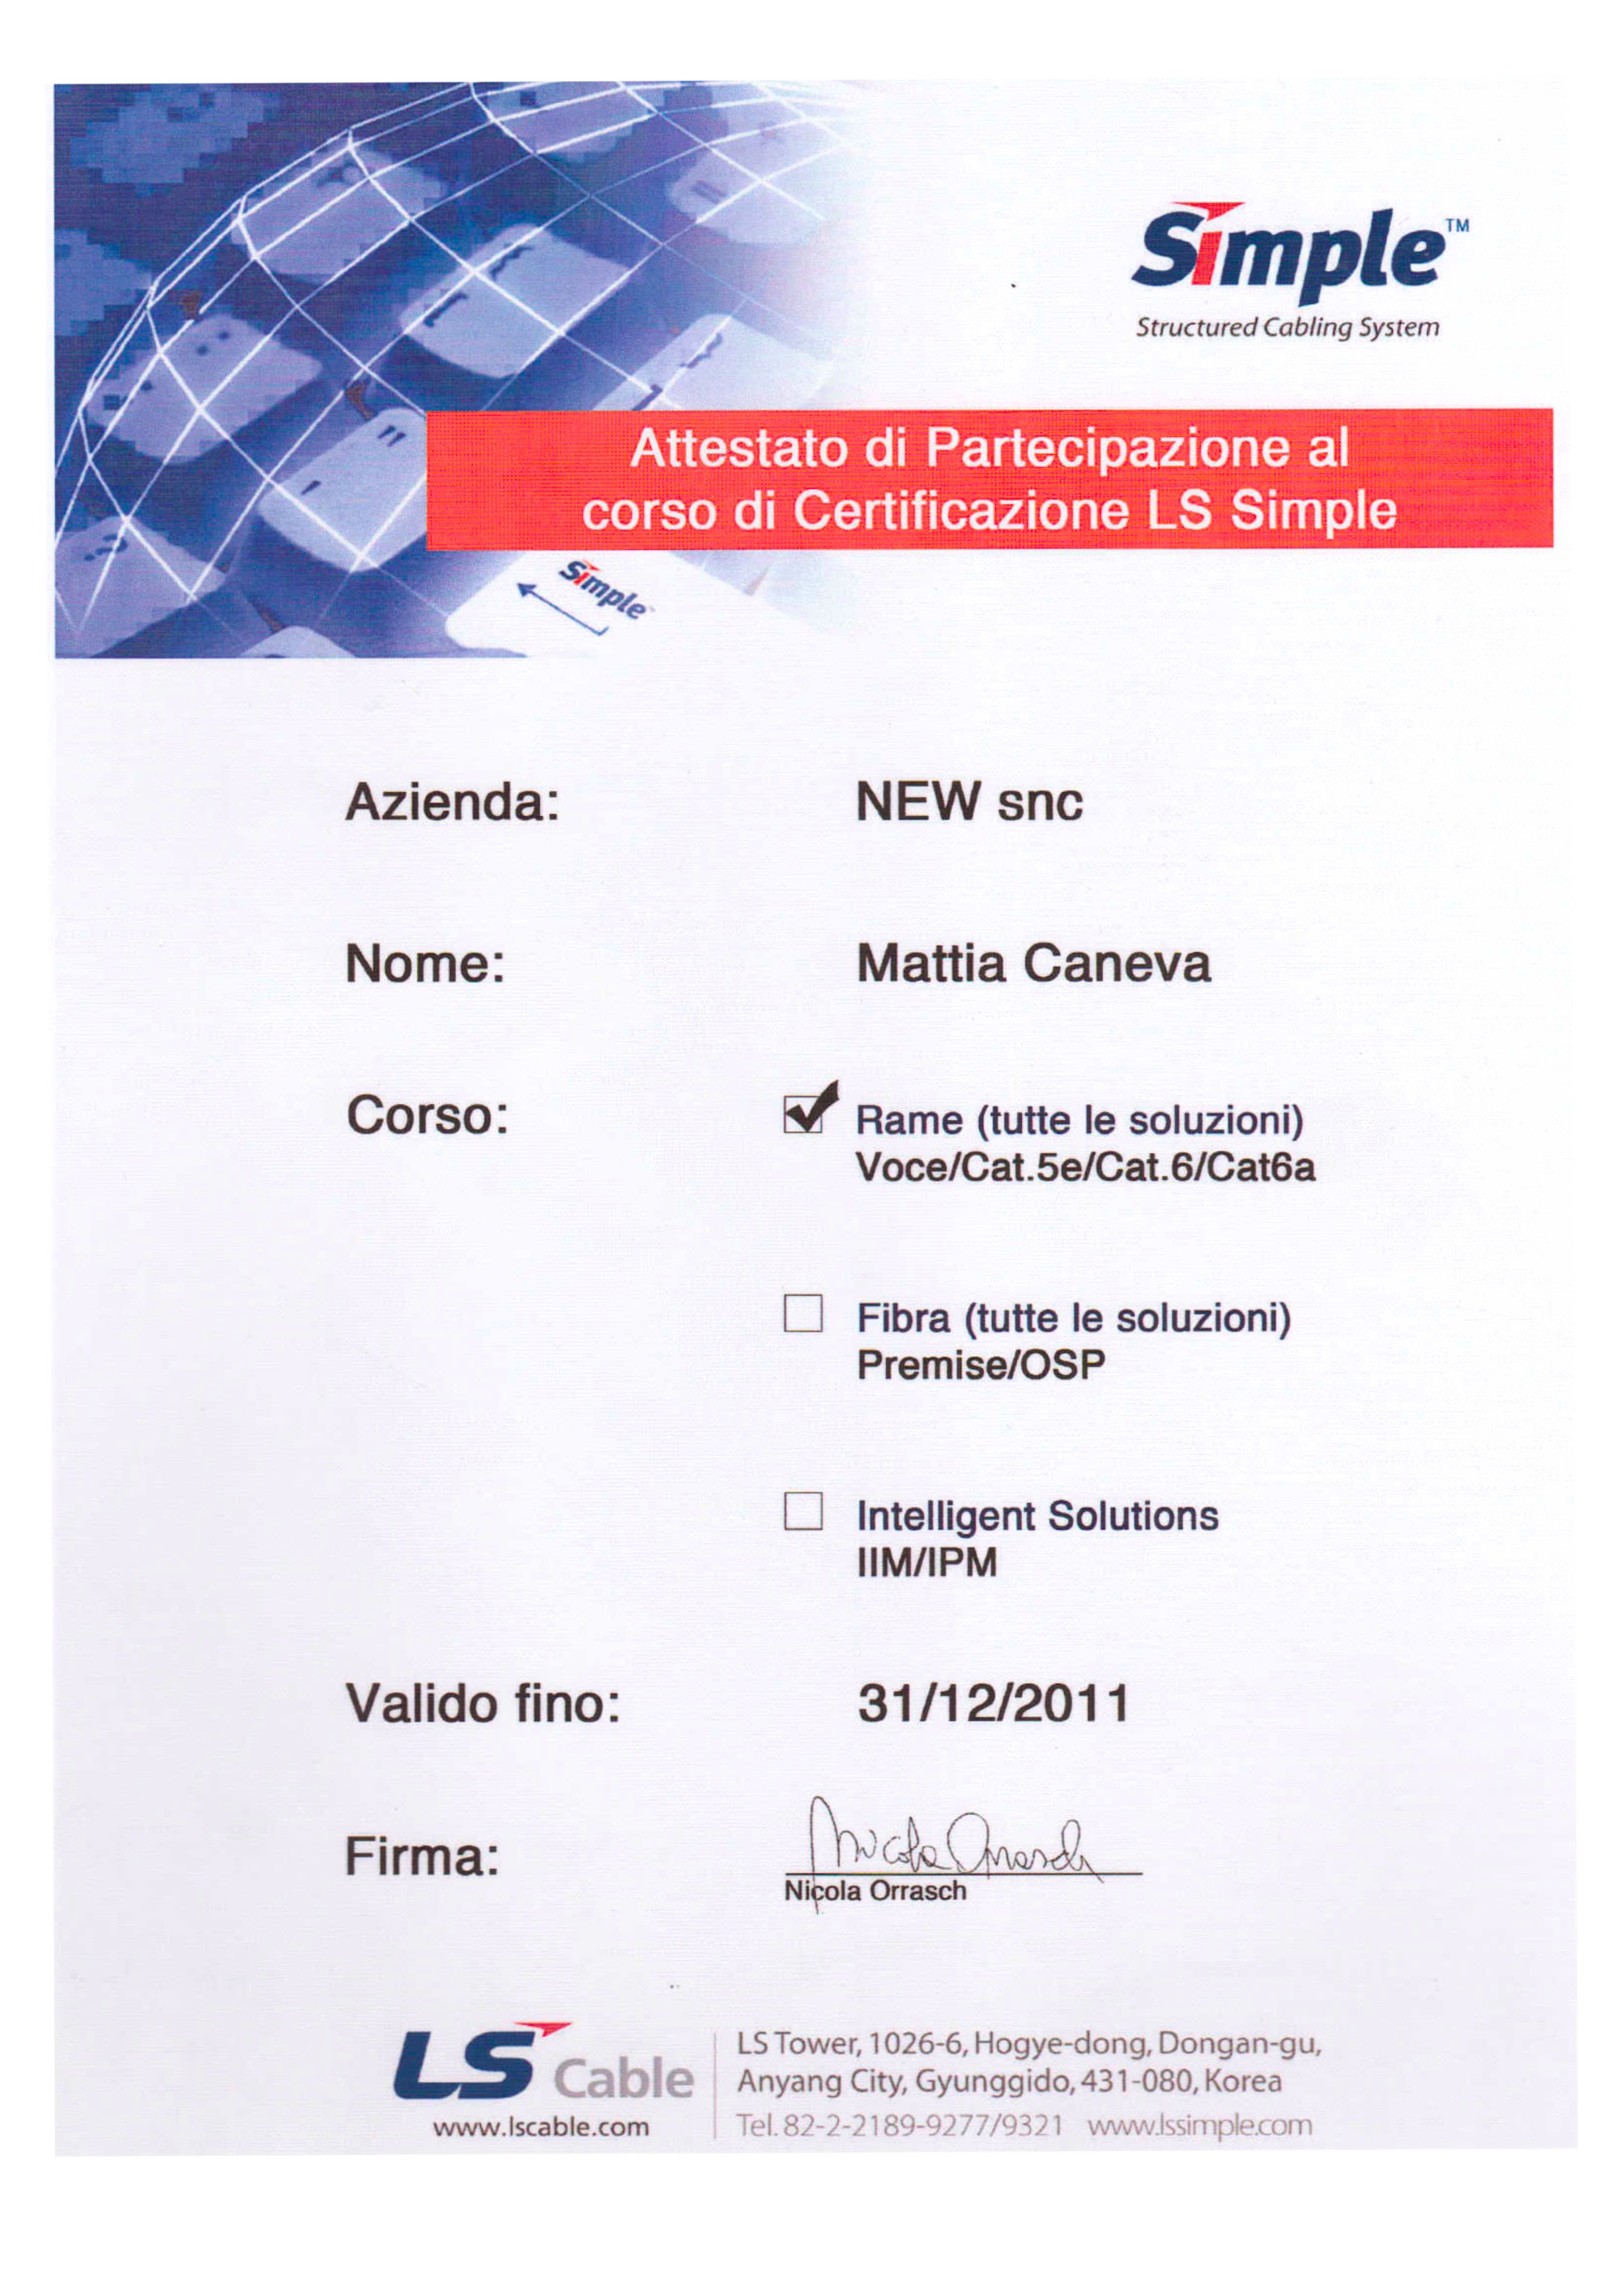 Simple™
Structured Cabling System
Attestato di Partecipazione al
corso di Certificazione LS Simple
Simple
Azienda: NEW snc
Nome: Mattia Caneva
Corso: Rame (tutte le soluzioni)
Voce/Cat.5e/Cat.6/Cat6a
Fibra (tutte le soluzioni)
Premise/OSP
Intelligent Solutions
IIM/IPM
Valido fino: 31/12/2011
Firma: Nicola Orrasch
Nicola Orrasch
LS Cable
www.lscable.com
LS Tower, 1026-6, Hogye-dong, Dongan-gu,
Anyang City, Gyunggido, 431-080, Korea
Tel. 82-2-2189-9277/9321 www.lssimple.com